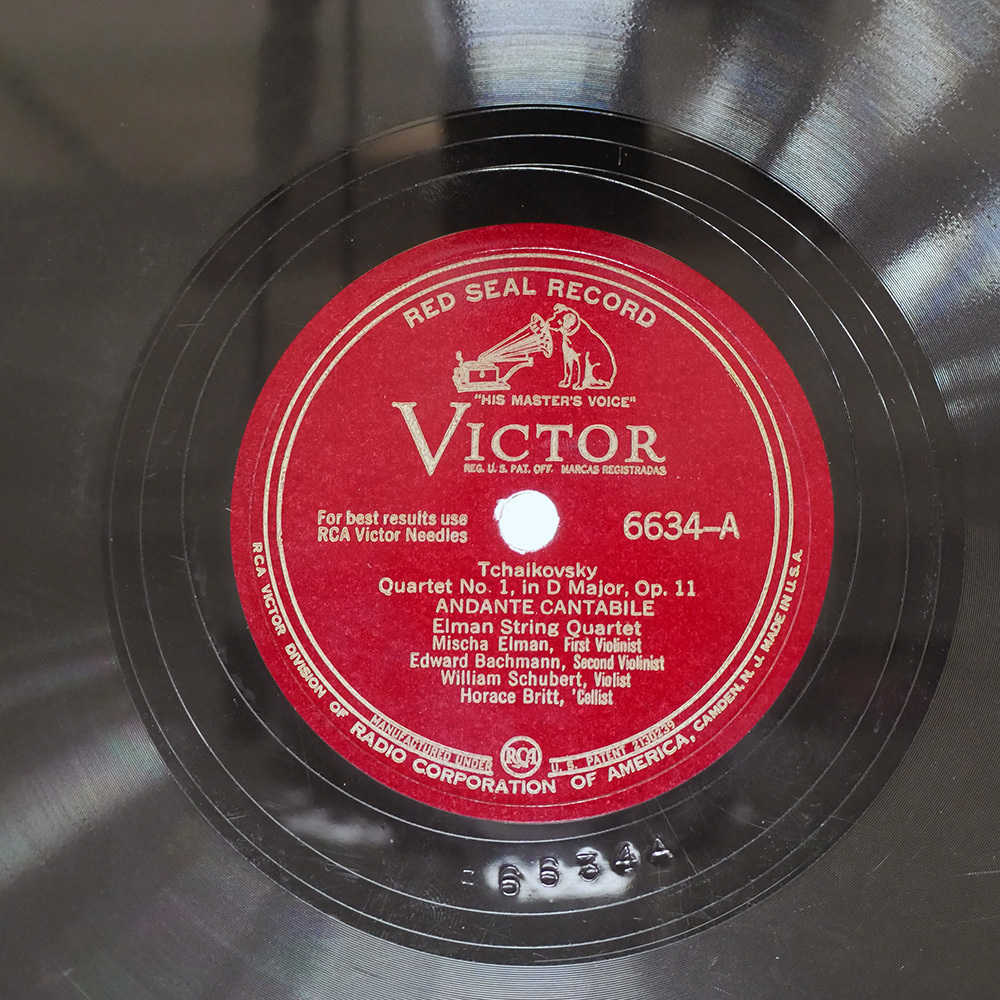 RED SEAL RECORD
"HIS MASTER'S VOICE"
VICTOR
REG. U. S. PAT. OFF. MARCAS REGISTRADAS
For best results use
RCA Victor Needles
6634-A
Tchaikovsky
Quartet No. 1, in D Major, Op. 11
ANDANTE CANTABILE
Elman String Quartet
Mischa Elman, First Violinist
Edward Bachmann, Second Violinist
William Schubert, Violist
Horace Britt, 'Cellist
MANUFACTURED UNDER
RCA
U. S. PATENT 2130239
RCA VICTOR DIVISION OF RADIO CORPORATION OF AMERICA, CAMDEN, N. J. MADE IN U. S. A.
6634A